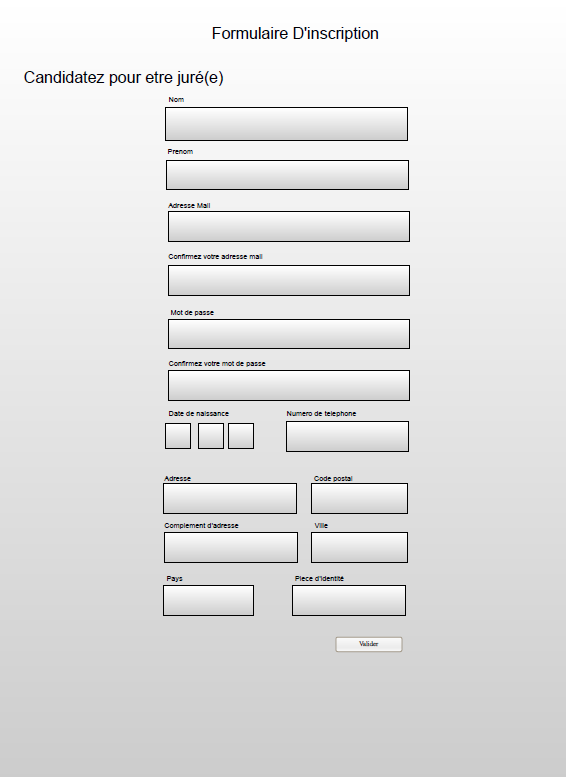 Formulaire D'inscription
Candidatez pour etre juré(e)
Nom
Prenom
Adresse Mail
Confirmez votre adresse mail
Mot de passe
Confirmez votre mot de passe
Date de naissance Numero de telephone
Adresse Code postal
Complement d'adresse Ville
Pays Piece d'identité
Valider